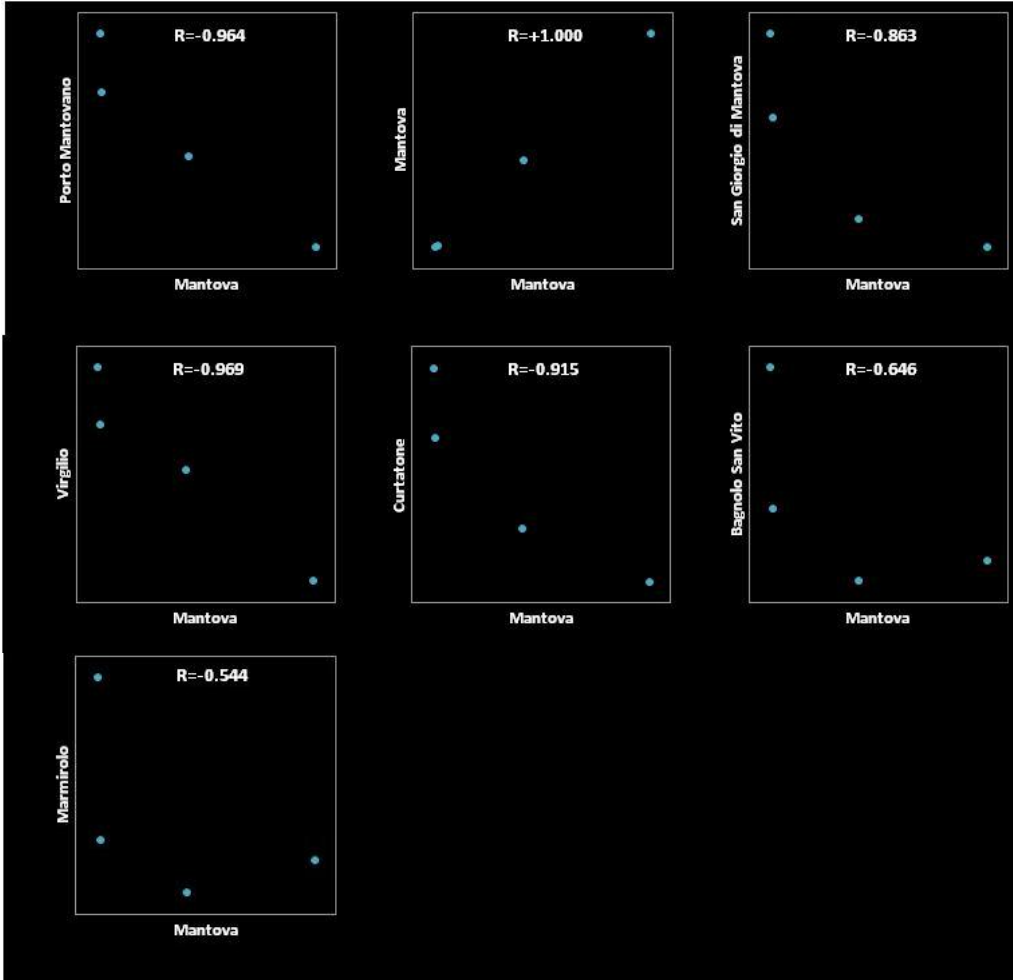 R=-0.964
Porto Mantovano
Mantova
R=+1.000
Mantova
Mantova
R=-0.863
San Giorgio di Mantova
Mantova
R=-0.969
Virgilio
Mantova
R=-0.915
Curtatone
Mantova
R=-0.646
Bagnolo San Vito
Mantova
R=-0.544
Marmirolo
Mantova